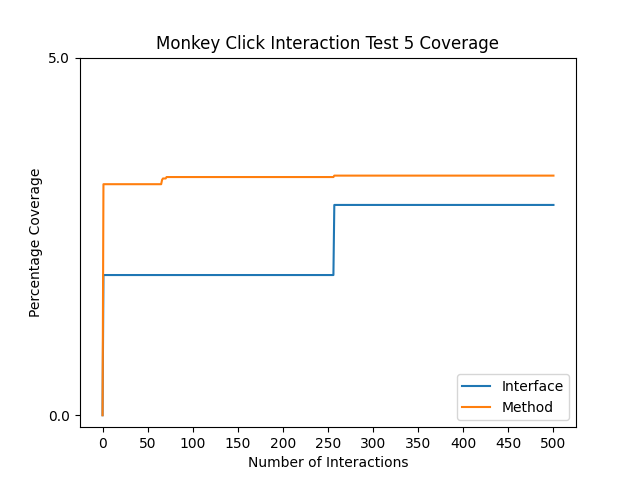 Monkey Click Interaction Test 5 Coverage
5.0
Percentage Coverage
0.0
Interface
Method
0 50 100 150 200 250 300 350 400 450 500
Number of Interactions